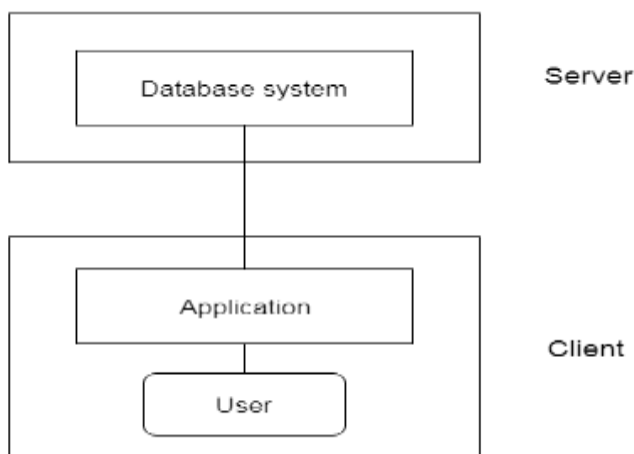 Database system
Server
Application
Client
User